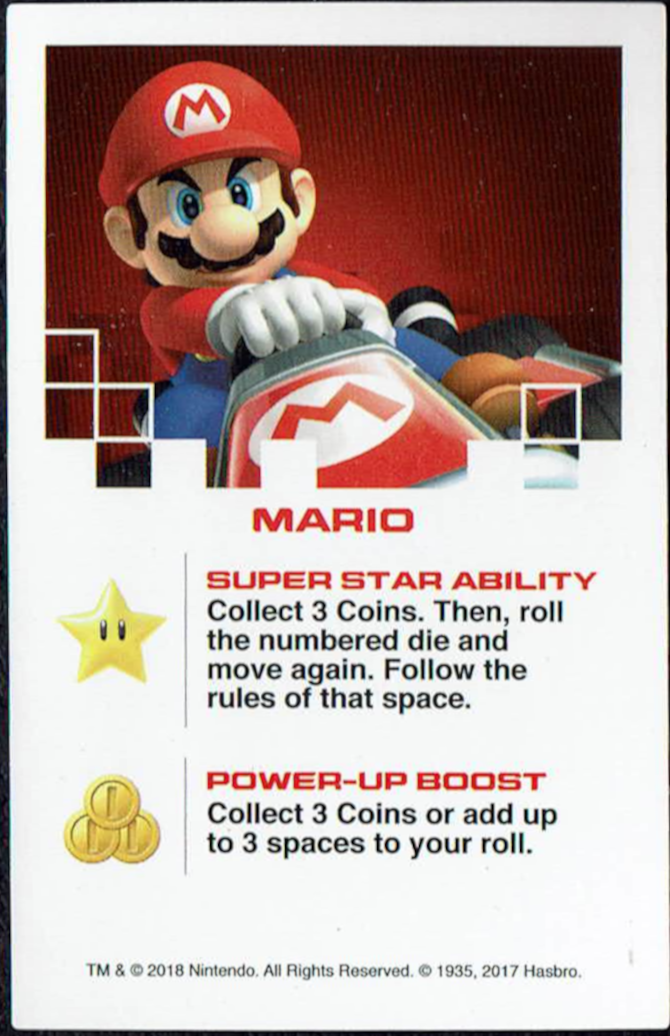 M
M
MARIO
SUPER STAR ABILITY
Collect 3 Coins. Then, roll
the numbered die and
move again. Follow the
rules of that space.
POWER-UP BOOST
Collect 3 Coins or add up
to 3 spaces to your roll.
TM & © 2018 Nintendo. All Rights Reserved. © 1935, 2017 Hasbro.